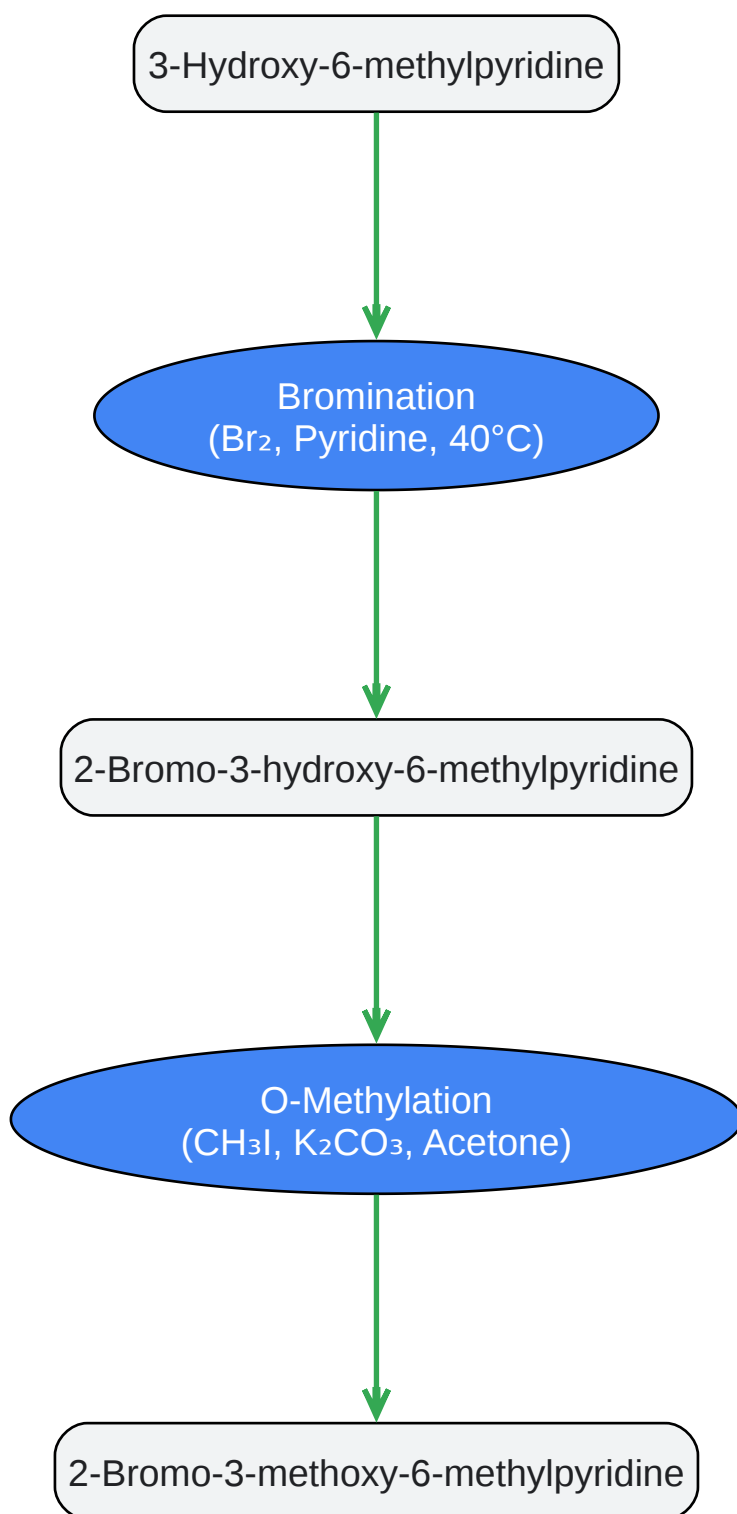 3-Hydroxy-6-methylpyridine
Bromination
(Br₂, Pyridine, 40°C)
2-Bromo-3-hydroxy-6-methylpyridine
O-Methylation
(CH₃I, K₂CO₃, Acetone)
2-Bromo-3-methoxy-6-methylpyridine